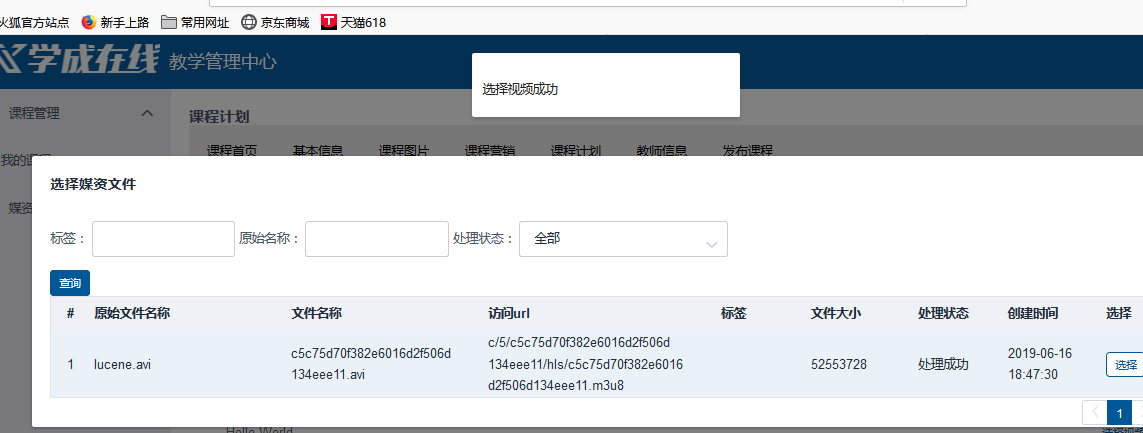 火狐官方站点 新手上路 常用网址 京东商城 天猫618
学成在线 教学管理中心
选择视频成功
课程管理
课程计划
课程首页 基本信息 课程图片 课程营销 课程计划 教师信息 发布课程
我的课程
媒资
选择媒资文件
标签： 原始名称： 处理状态： 全部
查询
# 原始文件名称 文件名称 访问url 标签 文件大小 处理状态 创建时间 选择
1 lucene.avi c5c75d70f382e6016d2f506d134eee11.avi c/5/c5c75d70f382e6016d2f506d134eee11/hls/c5c75d70f382e6016d2f506d134eee11.m3u8 52553728 处理成功 2019-06-16 18:47:30 选择
1
Hello World 选择视频